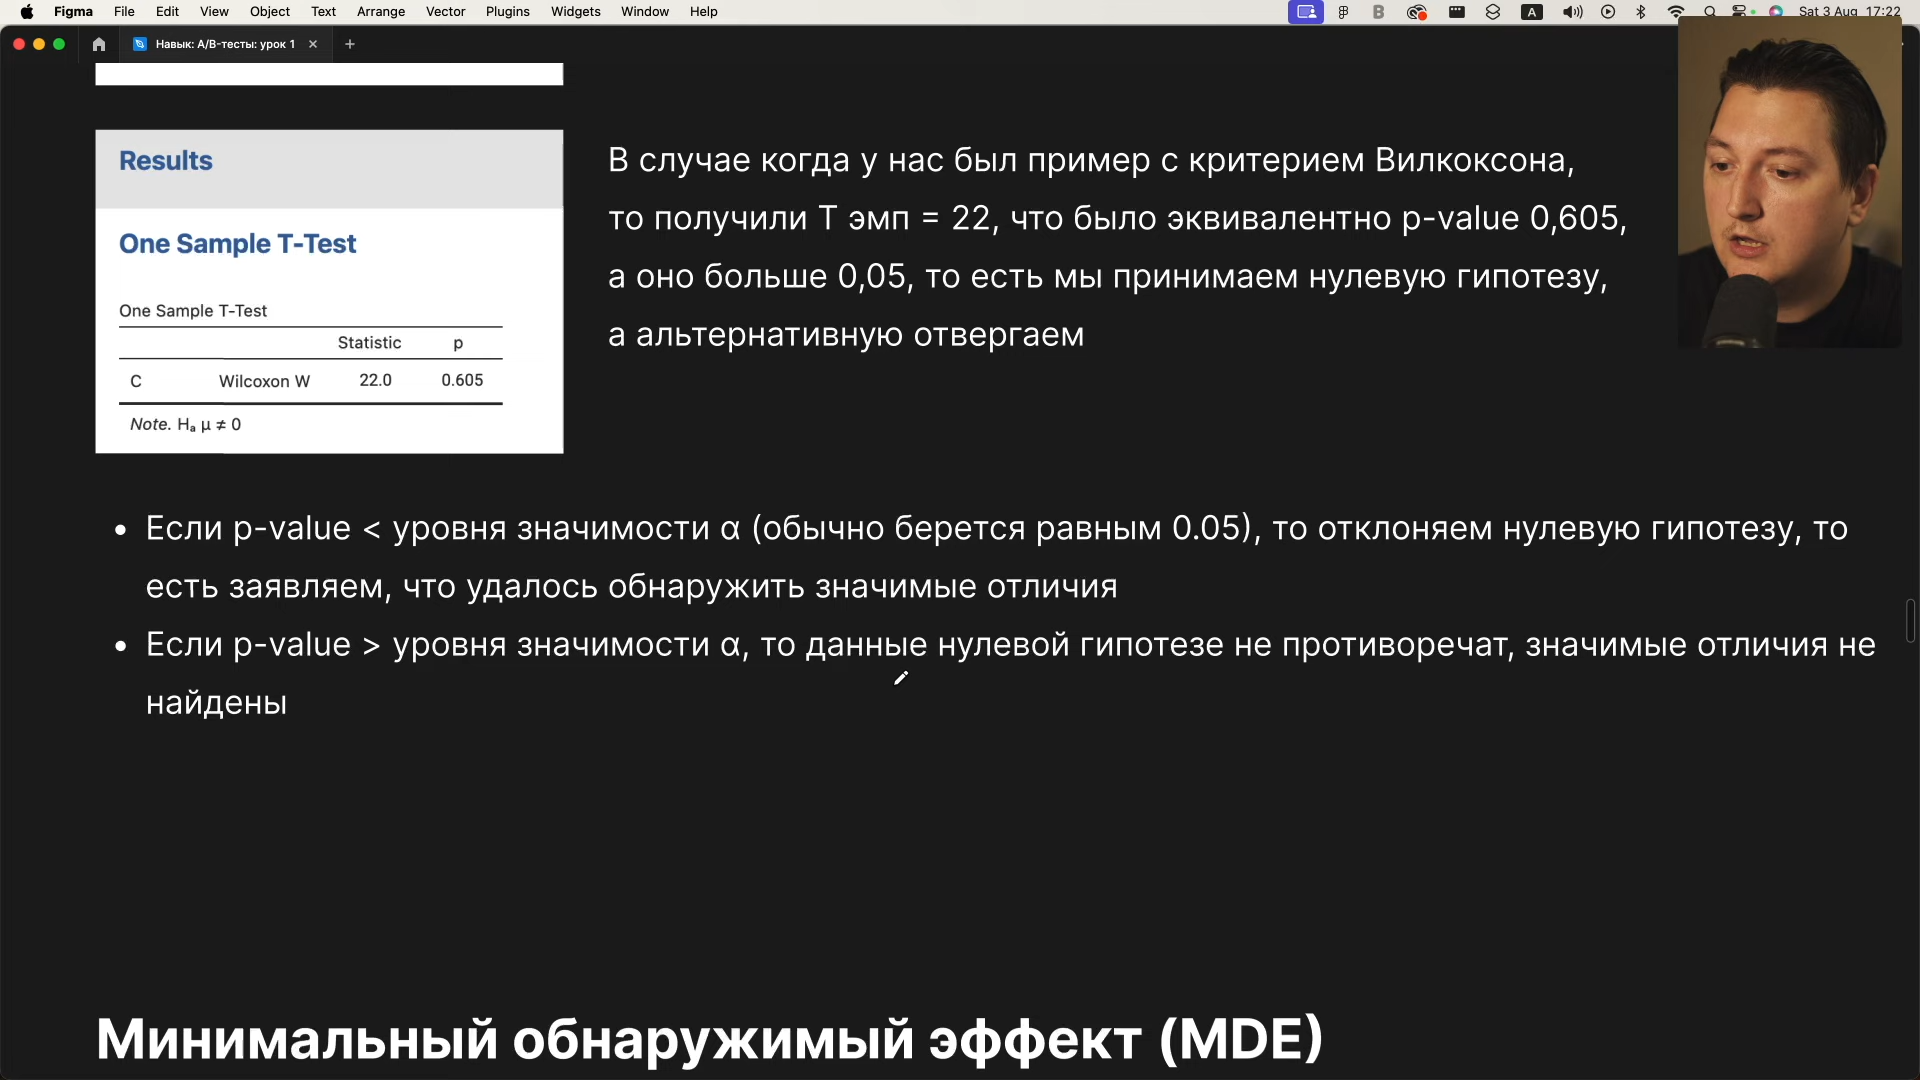 Figma File Edit View Object Text Arrange Vector Plugins Widgets Window Help
A Sat 3 Aug 17:22
Навык: A/B-тесты: урок 1
Results
One Sample T-Test
One Sample T-Test
Statistic p
C Wilcoxon W 22.0 0.605
Note. Hₐ μ ≠ 0
В случае когда у нас был пример с критерием Вилкоксона,
то получили Т эмп = 22, что было эквивалентно p-value 0,605,
а оно больше 0,05, то есть мы принимаем нулевую гипотезу,
а альтернативную отвергаем
• Если p-value < уровня значимости α (обычно берется равным 0.05), то отклоняем нулевую гипотезу, то
есть заявляем, что удалось обнаружить значимые отличия
• Если p-value > уровня значимости α, то данные нулевой гипотезе не противоречат, значимые отличия не
найдены
Минимальный обнаружимый эффект (MDE)